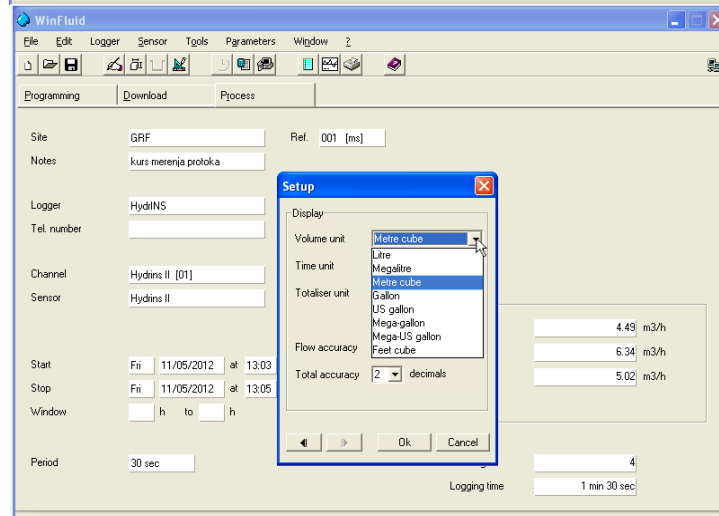 WinFluid
File Edit Logger Sensor Tools Parameters Window ?
Programming Download Process
Site GRF Ref. 001 [ms]
Notes kurs merenja protoka
Setup
Display
Logger HydrINS
Volume unit Metre cube
Tel. number
Litre
Time unit
Megalitre
Metre cube
Channel Hydrins II [01]
Totaliser unit
Gallon
Sensor Hydrins II
US gallon
Mega-gallon
4.49 m3/h
Mega-US gallon
Flow accuracy
Feet cube
6.34 m3/h
Start Fri 11/05/2012 at 13:03
Total accuracy 2 decimals
5.02 m3/h
Stop Fri 11/05/2012 at 13:05
Window h to h
Ok Cancel
Period 30 sec
4
Logging time 1 min 30 sec